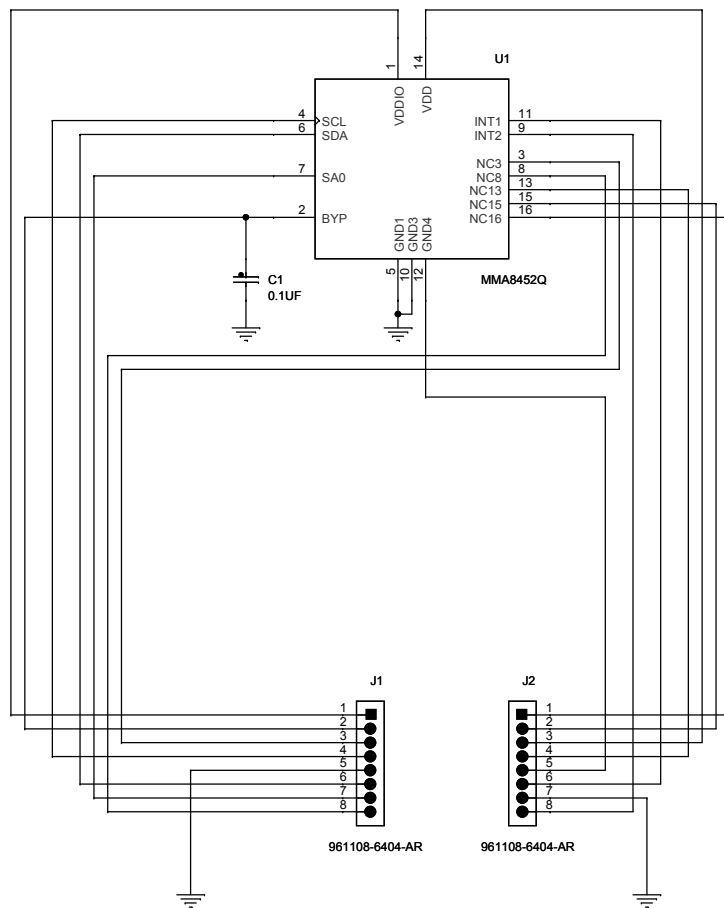 U1
1
14
VDDIO
VDD
4
SCL
6
SDA
7
SA0
2
BYP
INT1
11
INT2
9
NC3
3
NC8
8
NC13
13
NC15
15
NC16
16
GND1
GND3
GND4
5
10
12
MMA8452Q
C1
0.1UF
J1
J2
1
2
3
4
5
6
7
8
1
2
3
4
5
6
7
8
961108-6404-AR
961108-6404-AR